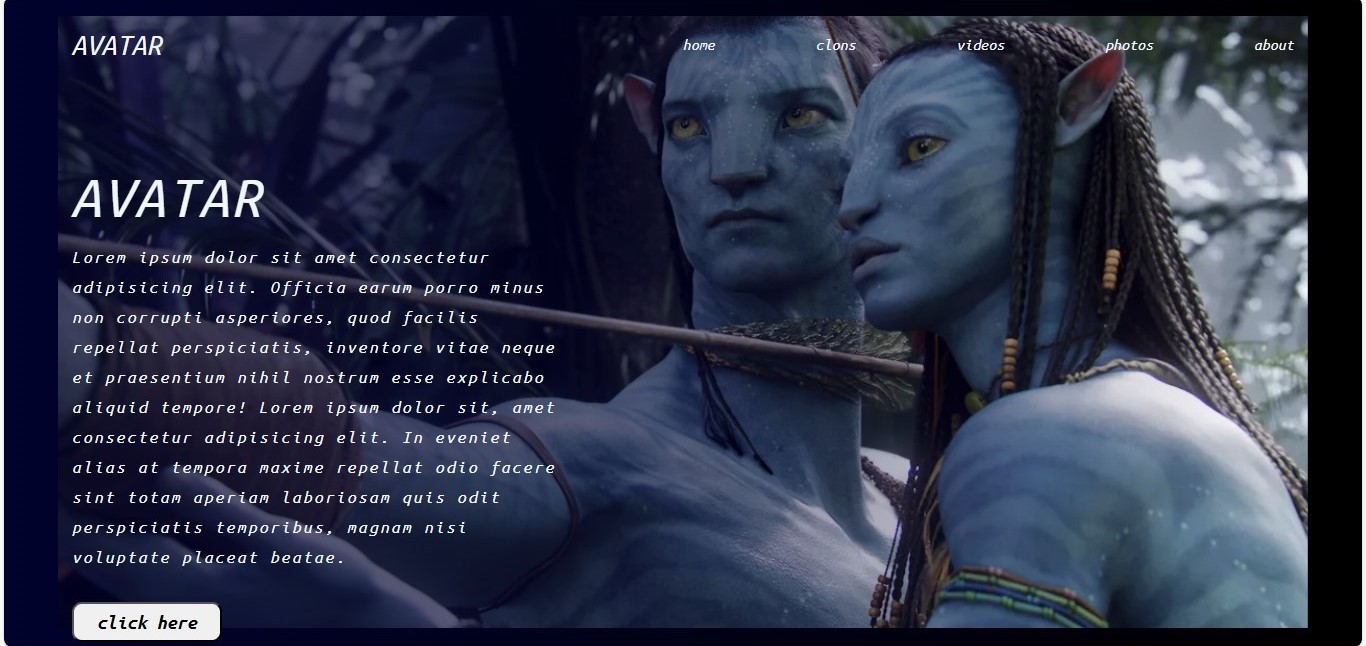 AVATAR
home clons videos photos about
AVATAR
Lorem ipsum dolor sit amet consectetur
adipisicing elit. Officia earum porro minus
non corrupti asperiores, quod facilis
repellat perspiciatis, inventore vitae neque
et praesentium nihil nostrum esse explicabo
aliquid tempore! Lorem ipsum dolor sit, amet
consectetur adipisicing elit. In eveniet
alias at tempora maxime repellat odio facere
sint totam aperiam laboriosam quis odit
perspiciatis temporibus, magnam nisi
voluptate placeat beatae.
click here